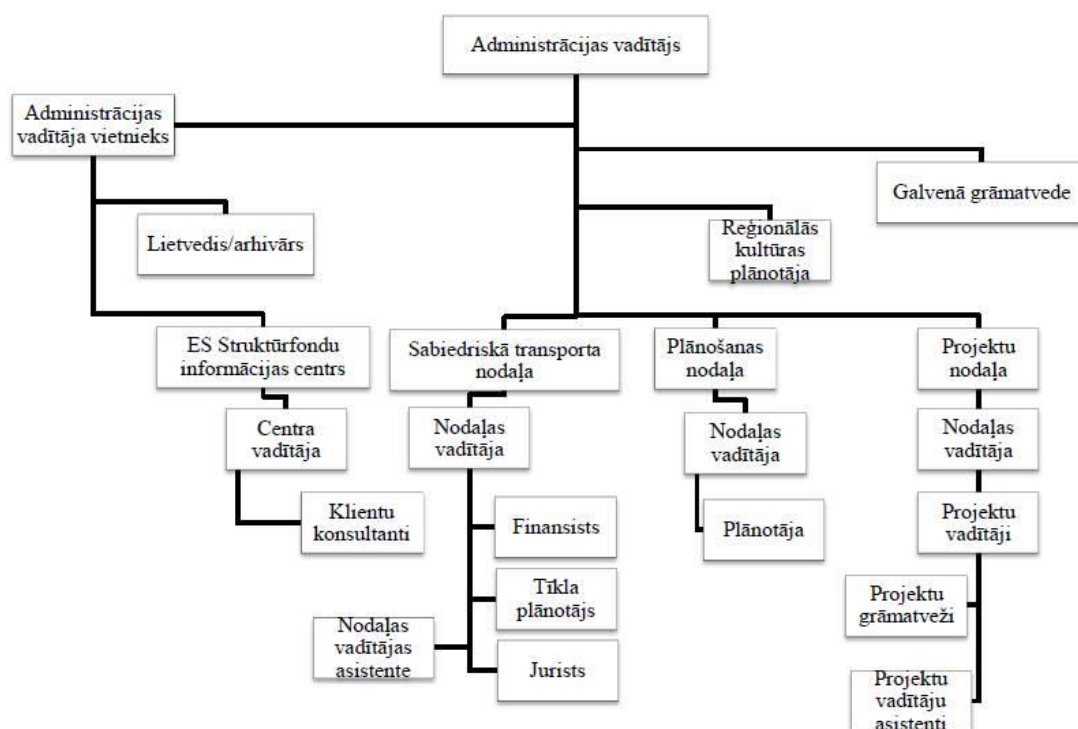 Administrācijas vadītājs
Administrācijas
vadītāja vietnieks
Galvenā grāmatvede
Lietvedis/arhivārs
Reģionālās
kultūras
plānotāja
ES Struktūrfondu
informācijas centrs
Sabiedriskā transporta
nodaļa
Plānošanas
nodaļa
Projektu
nodaļa
Centra
vadītāja
Nodaļas
vadītāja
Nodaļas
vadītāja
Nodaļas
vadītāja
Klientu
konsultanti
Finansists
Plānotāja
Projektu
vadītāji
Tīkla
plānotājs
Projektu
grāmatveži
Nodaļas
vadītājas
asistente
Jurists
Projektu
vadītāju
asistenti